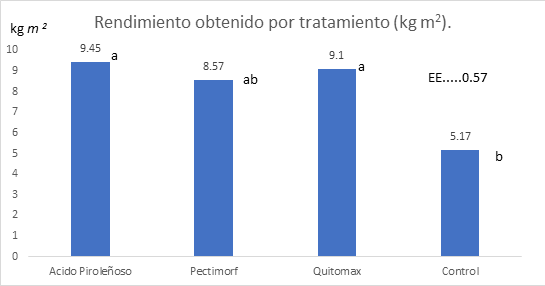 Rendimiento obtenido por tratamiento (kg m²).
kg m ²
10
9
8
7
6
5
4
3
2
1
0
9.45
a
8.57
ab
9.1
a
5.17
b
EE.....0.57
Acido Piroleñoso
Pectimorf
Quitomax
Control